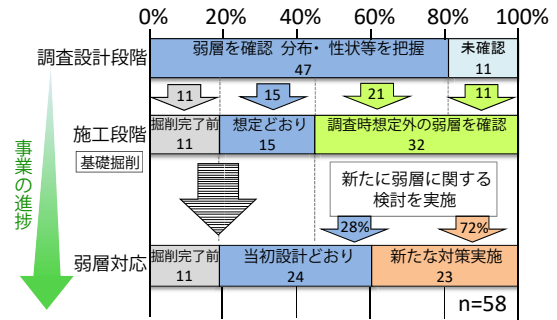 0% 20% 40% 60% 80% 100%
調査設計段階
弱層を確認 分布・ 性状等を把握
47
未確認
11
11
15
21
11
施工段階
基礎掘削
掘削完了前
11
想定どおり
15
調査時想定外の弱層を確認
32
事業の進捗
新たに弱層に関する
検討を実施
28%
72%
弱層対応
掘削完了前
11
当初設計どおり
24
新たな対策実施
23
n=58